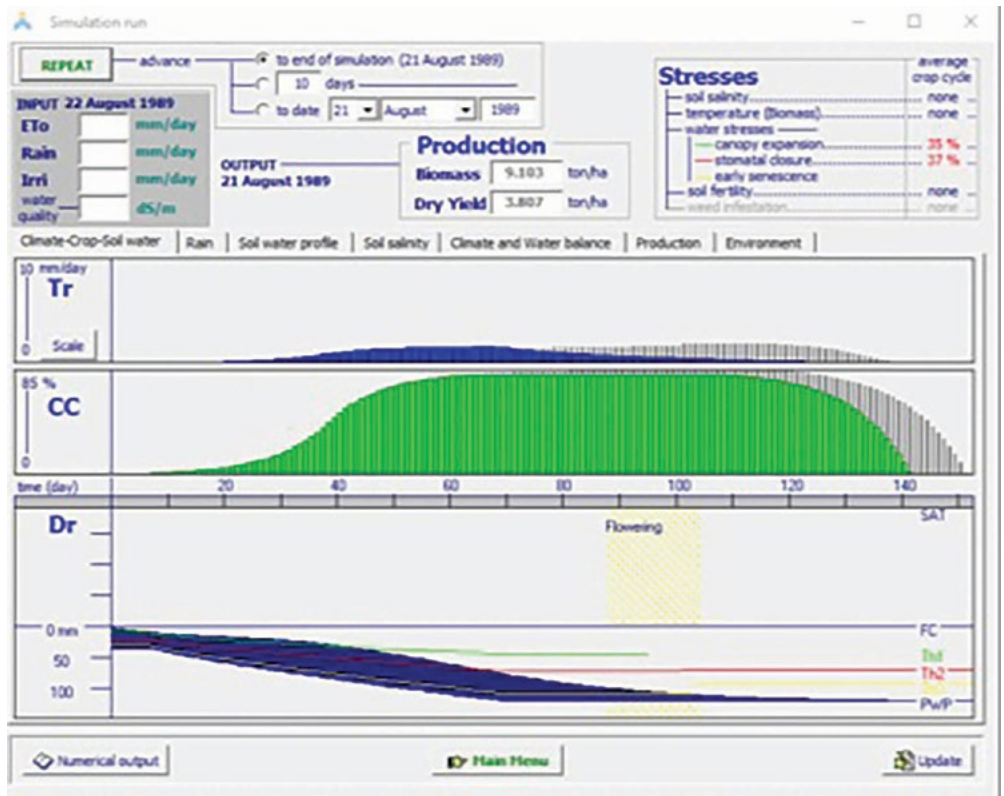 Simulation run
REPEAT
advance
to end of simulation (21 August 1989)
10 days
to date 21 August 1989
INPUT 22 August 1989
ETo mm/day
Rain mm/day
Irri mm/day
water quality dS/m
OUTPUT
21 August 1989
Production
Biomass 9.103 ton/ha
Dry Yield 3.807 ton/ha
Stresses
average crop cycle
soil salinity none
temperature (Biomass) none
water stresses
canopy expansion 35 %
stomatal closure 37 %
early senescence
soil fertility none
weed infestation none
Climate-Crop-Soil water Rain Soil water profile Soil salinity Climate and Water balance Production Environment
10 mm/day
Tr
0 Scale
85 %
CC
0
time (day) 20 40 60 80 100 120 140
Dr
Flowering
SAT
0 mm
FC
50
Th2
100
PWP
Numerical output
Main Menu
Update